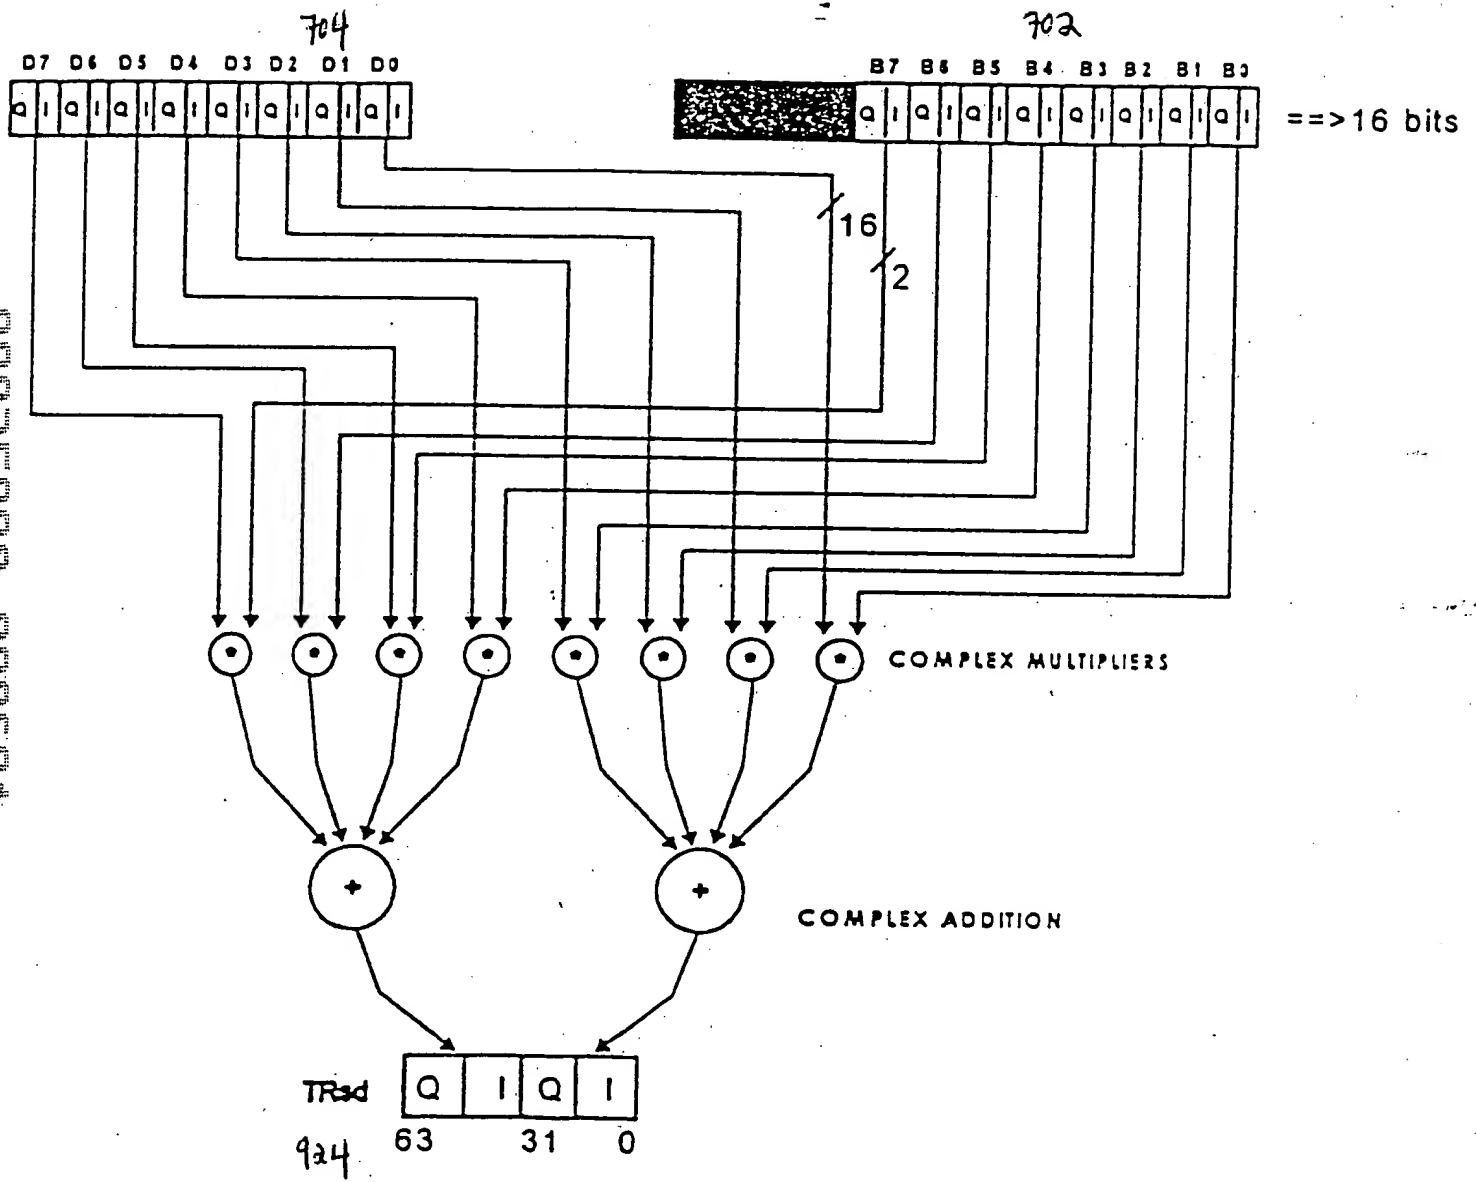 704
702
D7 D6 D5 D4 D3 D2 D1 D0
B7 B6 B5 B4 B3 B2 B1 B0
Q I Q I Q I Q I Q I Q I Q I Q I
Q I Q I Q I Q I Q I Q I Q I Q I
==>16 bits
16
2
* * * * * * * *
COMPLEX MULTIPLIERS
+ +
COMPLEX ADDITION
TRsd Q I Q I
63 31 0
924